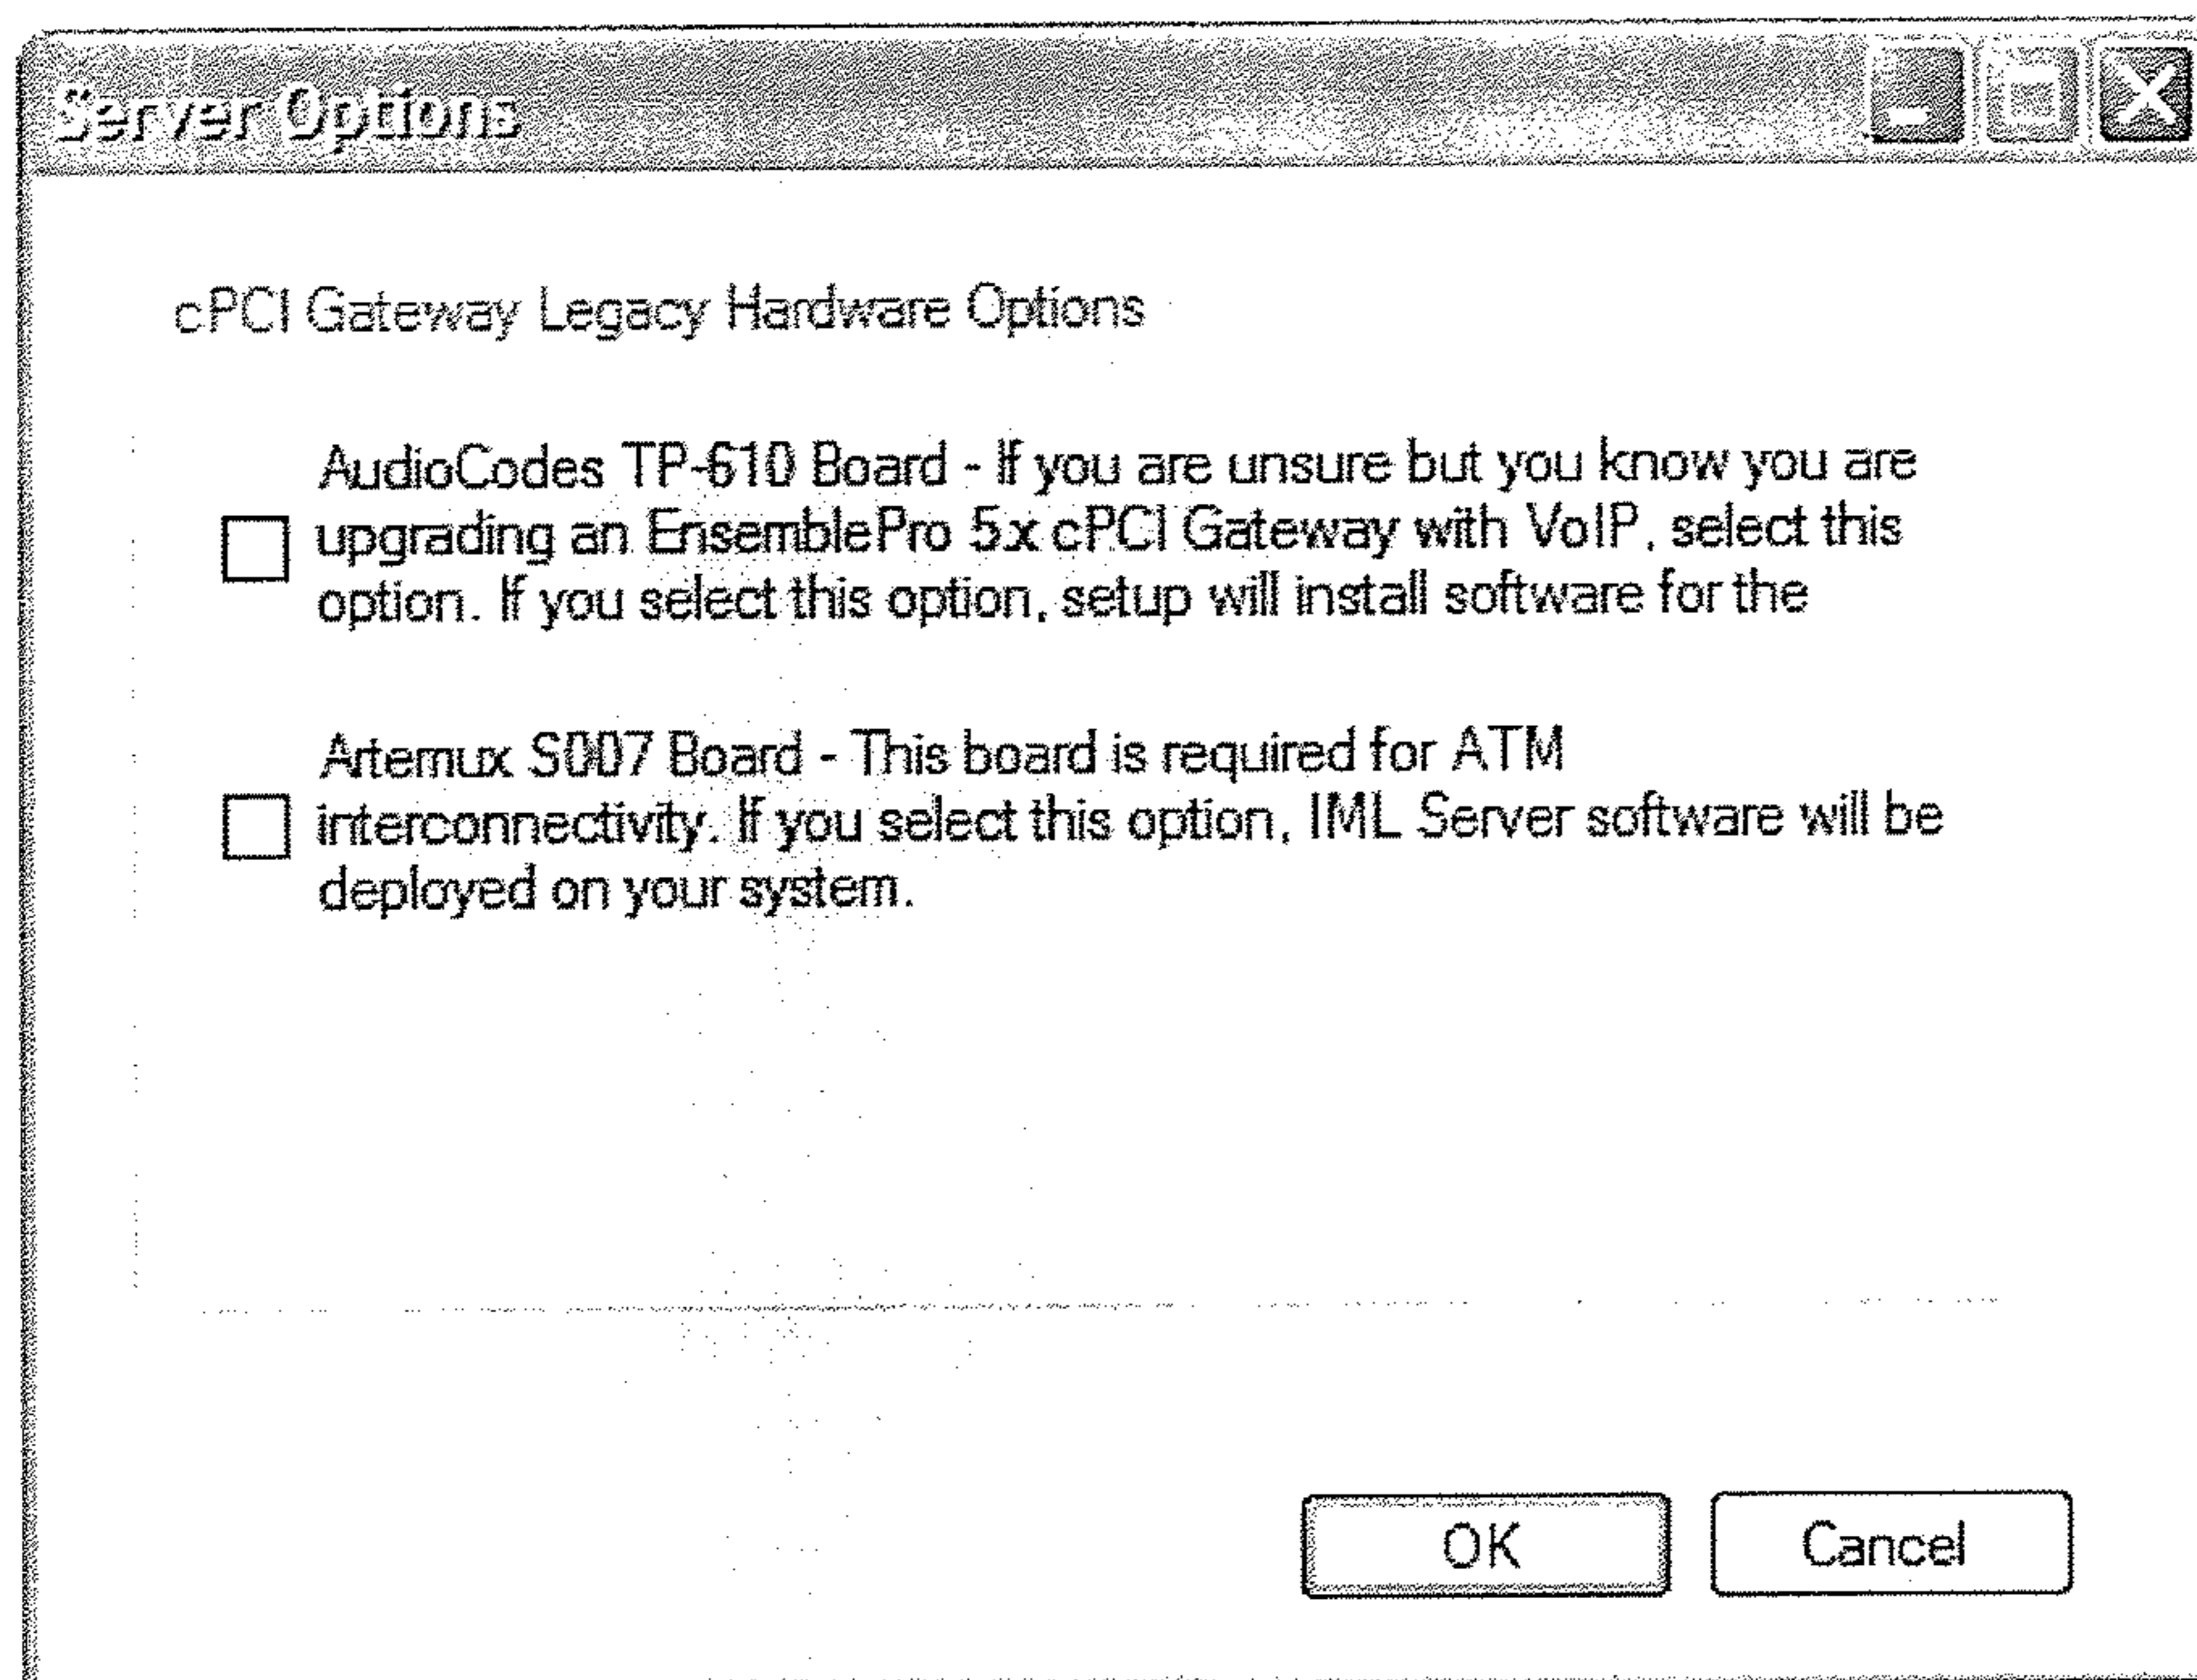 Server Options
cPCI Gateway Legacy Hardware Options
AudioCodes TP-610 Board - If you are unsure but you know you are
upgrading an EnsemblePro 5x cPCI Gateway with VoIP, select this
option. If you select this option, setup will install software for the
Artemux S007 Board - This board is required for ATM
interconnectivity. If you select this option, IML Server software will be
deployed on your system.
OK
Cancel